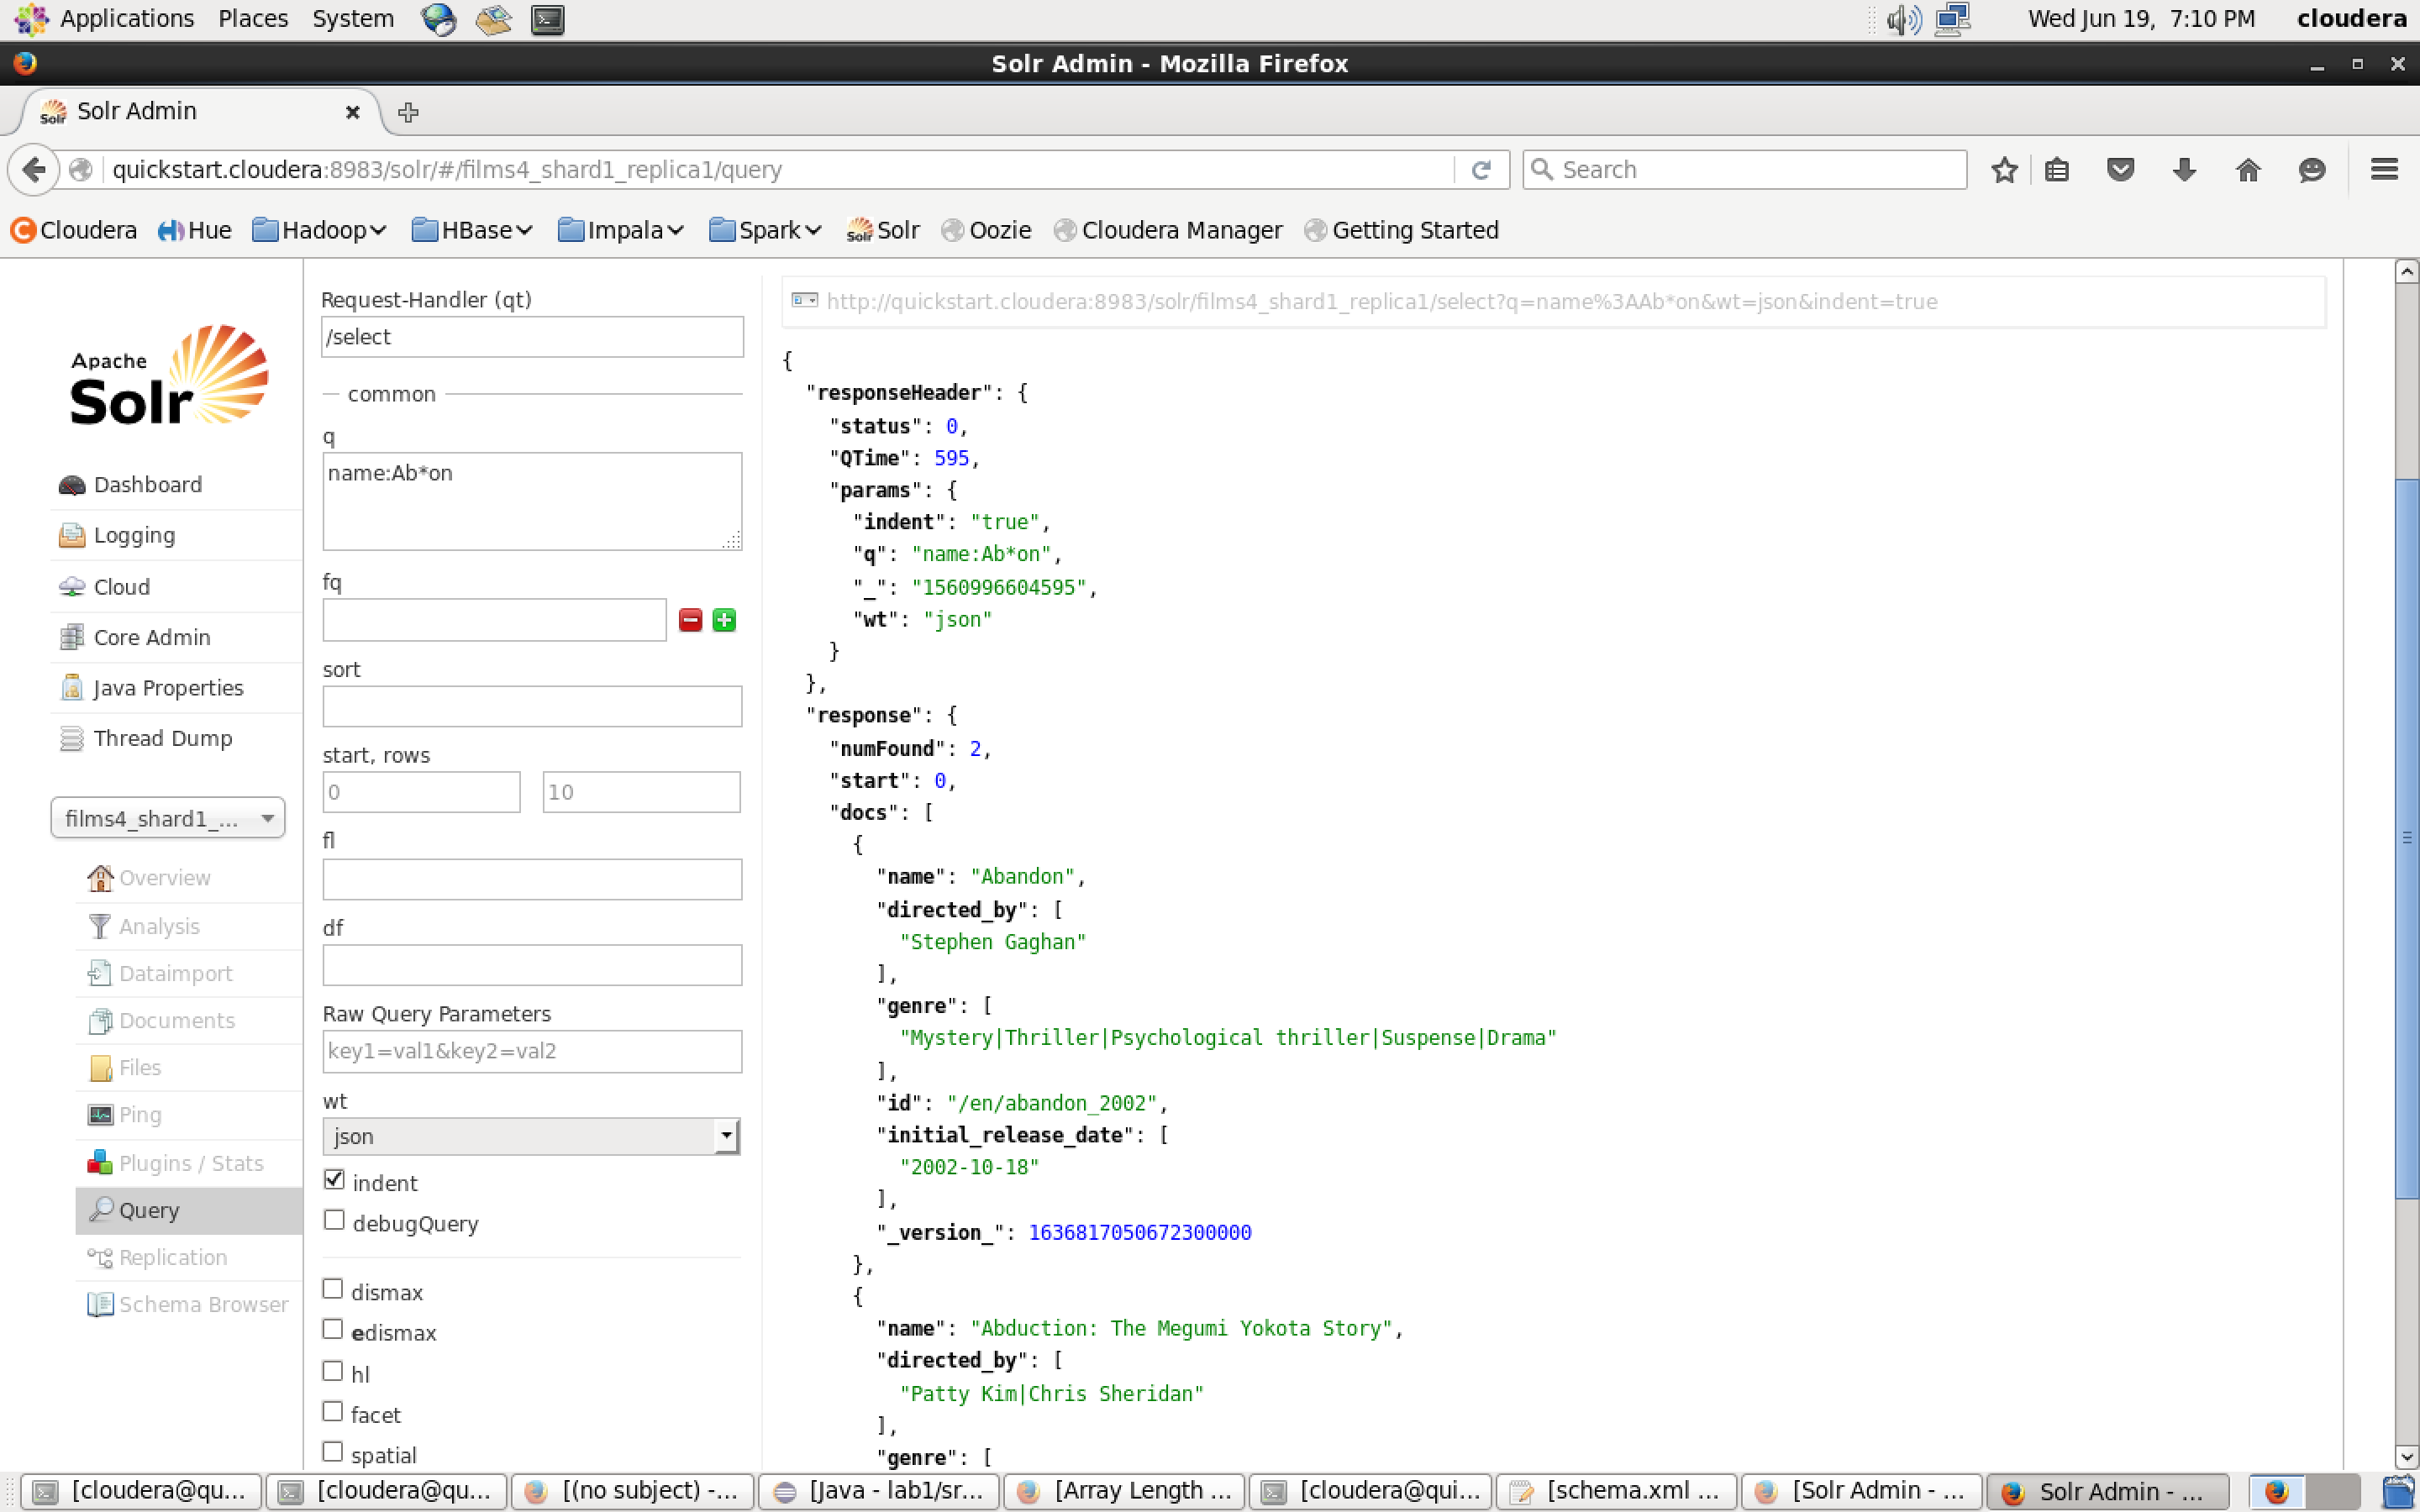 Applications Places System Wed Jun 19, 7:10 PM cloudera
Solr Admin - Mozilla Firefox
Solr Admin
quickstart.cloudera:8983/solr/#/films4_shard1_replica1/query Search
Cloudera Hue Hadoop HBase Impala Spark Solr Oozie Cloudera Manager Getting Started
Apache
Solr
Dashboard
Logging
Cloud
Core Admin
Java Properties
Thread Dump
films4_shard1_...
Overview
Analysis
Dataimport
Documents
Files
Ping
Plugins / Stats
Query
Replication
Schema Browser
Request-Handler (qt)
/select
common
q
name:Ab*on
fq
sort
start, rows
0 10
fl
df
Raw Query Parameters
key1=val1&key2=val2
wt
json
indent
debugQuery
dismax
edismax
hl
facet
spatial
http://quickstart.cloudera:8983/solr/films4_shard1_replica1/select?q=name%3AAb*on&wt=json&indent=true
{
"responseHeader": {
"status": 0,
"QTime": 595,
"params": {
"indent": "true",
"q": "name:Ab*on",
"_": "1560996604595",
"wt": "json"
}
},
"response": {
"numFound": 2,
"start": 0,
"docs": [
{
"name": "Abandon",
"directed_by": [
"Stephen Gaghan"
],
"genre": [
"Mystery|Thriller|Psychological thriller|Suspense|Drama"
],
"id": "/en/abandon_2002",
"initial_release_date": [
"2002-10-18"
],
"_version_": 1636817050672300000
},
{
"name": "Abduction: The Megumi Yokota Story",
"directed_by": [
"Patty Kim|Chris Sheridan"
],
"genre": [
[cloudera@qu... [cloudera@qu... [(no subject) -... [Java - lab1/sr... [Array Length ... [cloudera@qui... [schema.xml ... [Solr Admin - ... Solr Admin - ...